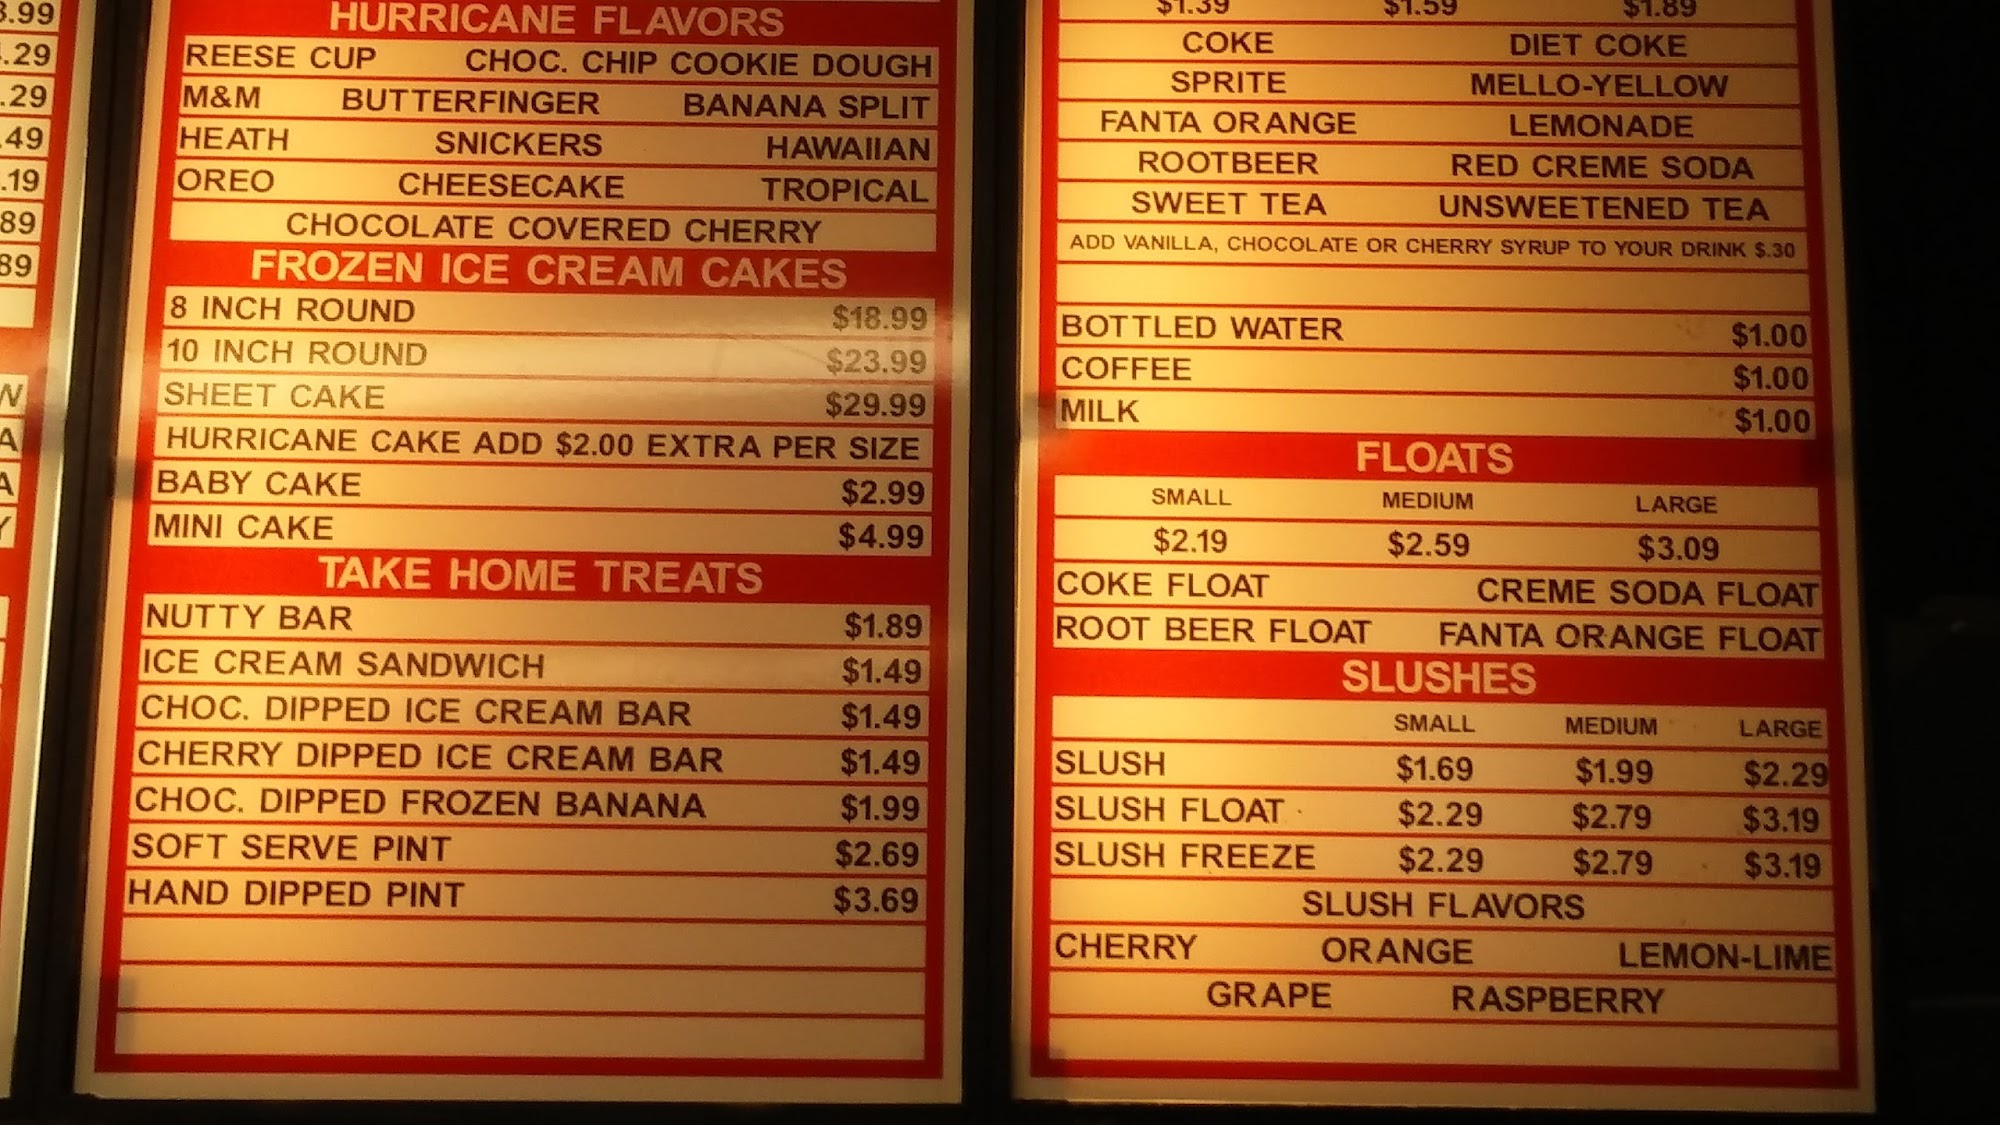 .99
.29
.29
.49
.19
89
89
W
A
A
Y
HURRICANE FLAVORS
REESE CUP CHOC. CHIP COOKIE DOUGH
M&M BUTTERFINGER BANANA SPLIT
HEATH SNICKERS HAWAIIAN
OREO CHEESECAKE TROPICAL
CHOCOLATE COVERED CHERRY
FROZEN ICE CREAM CAKES
8 INCH ROUND $18.99
10 INCH ROUND $23.99
SHEET CAKE $29.99
HURRICANE CAKE ADD $2.00 EXTRA PER SIZE
BABY CAKE $2.99
MINI CAKE $4.99
TAKE HOME TREATS
NUTTY BAR $1.89
ICE CREAM SANDWICH $1.49
CHOC. DIPPED ICE CREAM BAR $1.49
CHERRY DIPPED ICE CREAM BAR $1.49
CHOC. DIPPED FROZEN BANANA $1.99
SOFT SERVE PINT $2.69
HAND DIPPED PINT $3.69
$1.39 $1.59 $1.89
COKE DIET COKE
SPRITE MELLO-YELLOW
FANTA ORANGE LEMONADE
ROOTBEER RED CREME SODA
SWEET TEA UNSWEETENED TEA
ADD VANILLA, CHOCOLATE OR CHERRY SYRUP TO YOUR DRINK $.30
BOTTLED WATER $1.00
COFFEE $1.00
MILK $1.00
FLOATS
SMALL MEDIUM LARGE
$2.19 $2.59 $3.09
COKE FLOAT CREME SODA FLOAT
ROOT BEER FLOAT FANTA ORANGE FLOAT
SLUSHES
SMALL MEDIUM LARGE
SLUSH $1.69 $1.99 $2.29
SLUSH FLOAT $2.29 $2.79 $3.19
SLUSH FREEZE $2.29 $2.79 $3.19
SLUSH FLAVORS
CHERRY ORANGE LEMON-LIME
GRAPE RASPBERRY